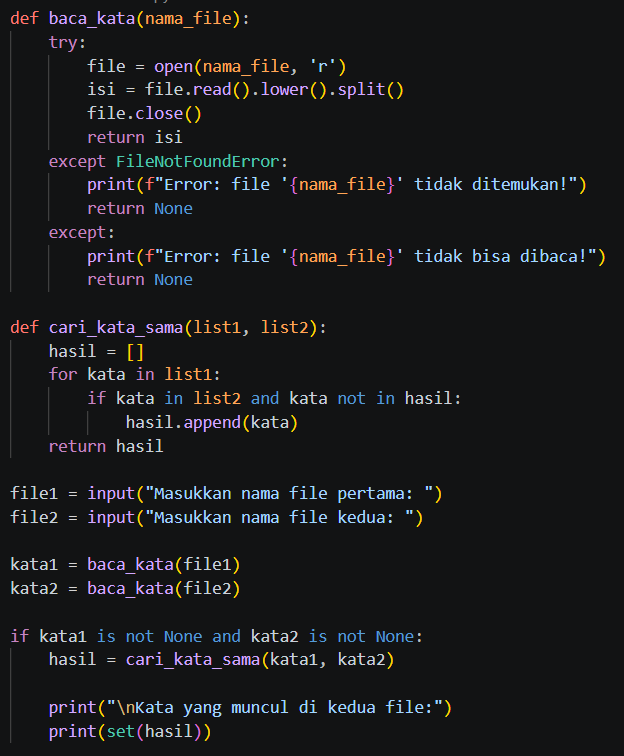 def baca_kata(nama_file):
    try:
        file = open(nama_file, 'r')
        isi = file.read().lower().split()
        file.close()
        return isi
    except FileNotFoundError:
        print(f"Error: file '{nama_file}' tidak ditemukan!")
        return None
    except:
        print(f"Error: file '{nama_file}' tidak bisa dibaca!")
        return None

def cari_kata_sama(list1, list2):
    hasil = []
    for kata in list1:
        if kata in list2 and kata not in hasil:
            hasil.append(kata)
    return hasil

file1 = input("Masukkan nama file pertama: ")
file2 = input("Masukkan nama file kedua: ")

kata1 = baca_kata(file1)
kata2 = baca_kata(file2)

if kata1 is not None and kata2 is not None:
    hasil = cari_kata_sama(kata1, kata2)

    print("\nKata yang muncul di kedua file:")
    print(set(hasil))